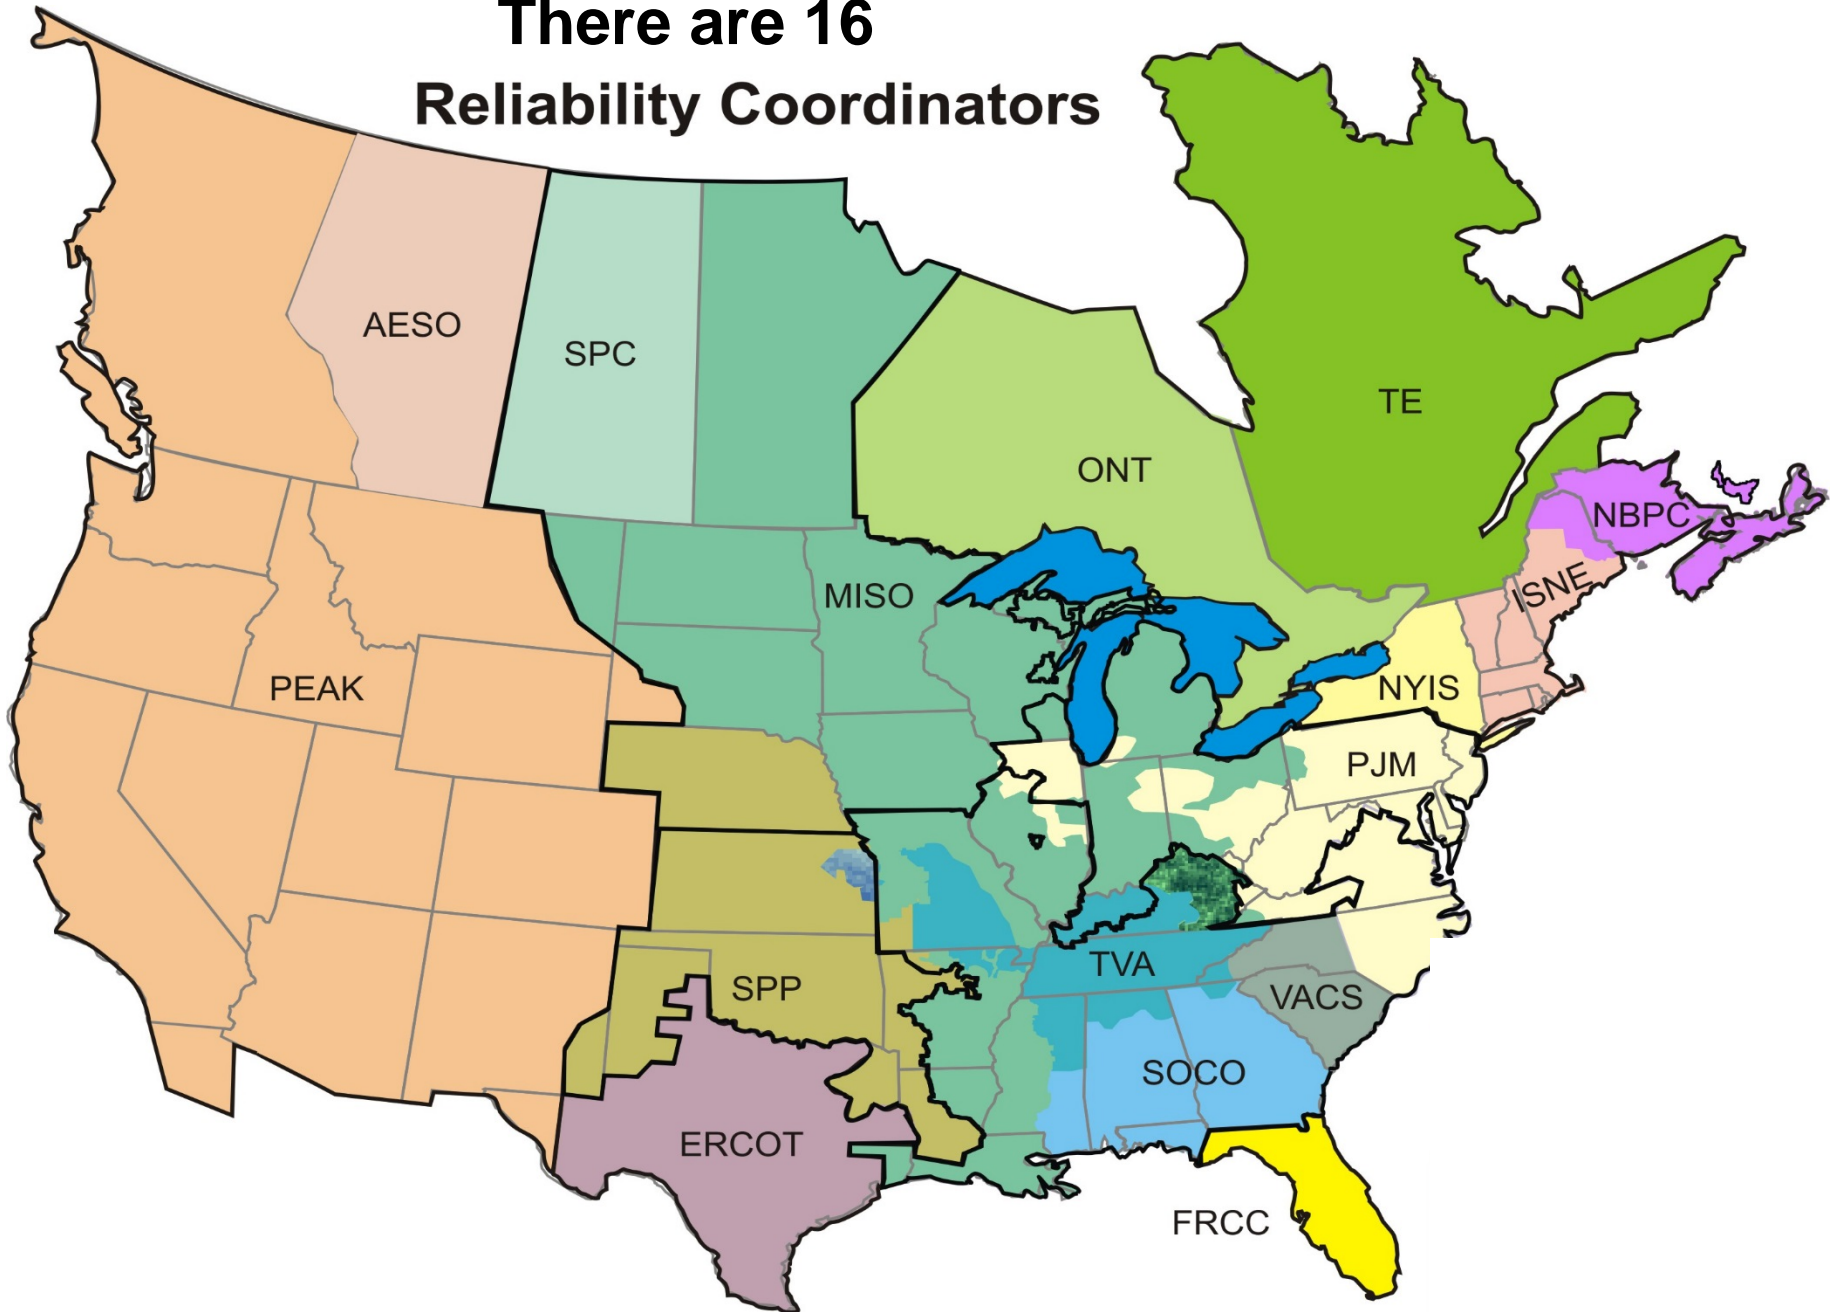 There are 16
Reliability Coordinators
AESO
SPC
TE
ONT
NBPC
ISNE
MISO
PEAK
NYIS
PJM
TVA
SPP
VACS
SOCO
ERCOT
FRCC